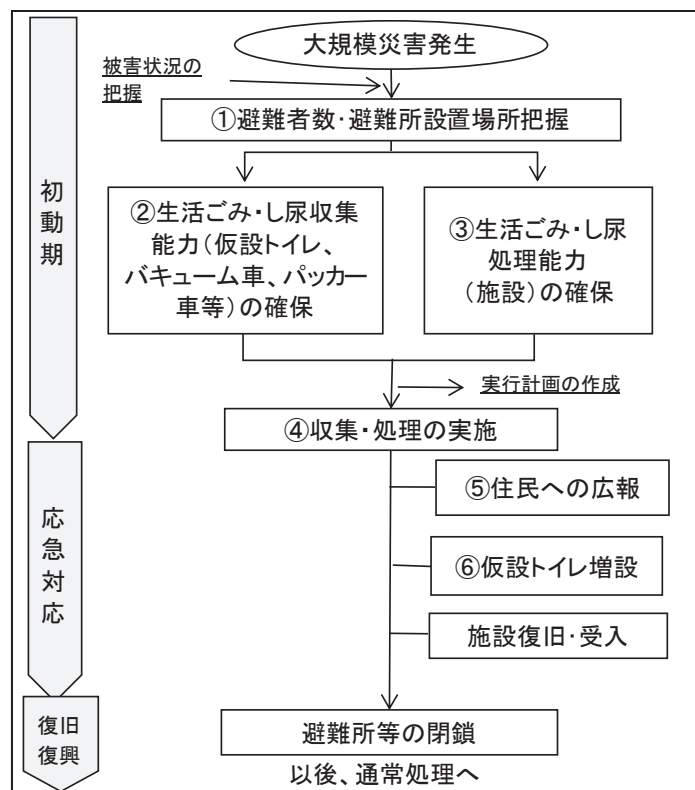 大規模災害発生
被害状況の
把握
①避難者数・避難所設置場所把握
初
動
期
②生活ごみ・し尿収集
能力(仮設トイレ、
バキューム車、パッカー
車等)の確保
③生活ごみ・し尿
処理能力
(施設)の確保
実行計画の作成
④収集・処理の実施
応
急
対
応
⑤住民への広報
⑥仮設トイレ増設
施設復旧・受入
復旧
復興
避難所等の閉鎖
以後、通常処理へ